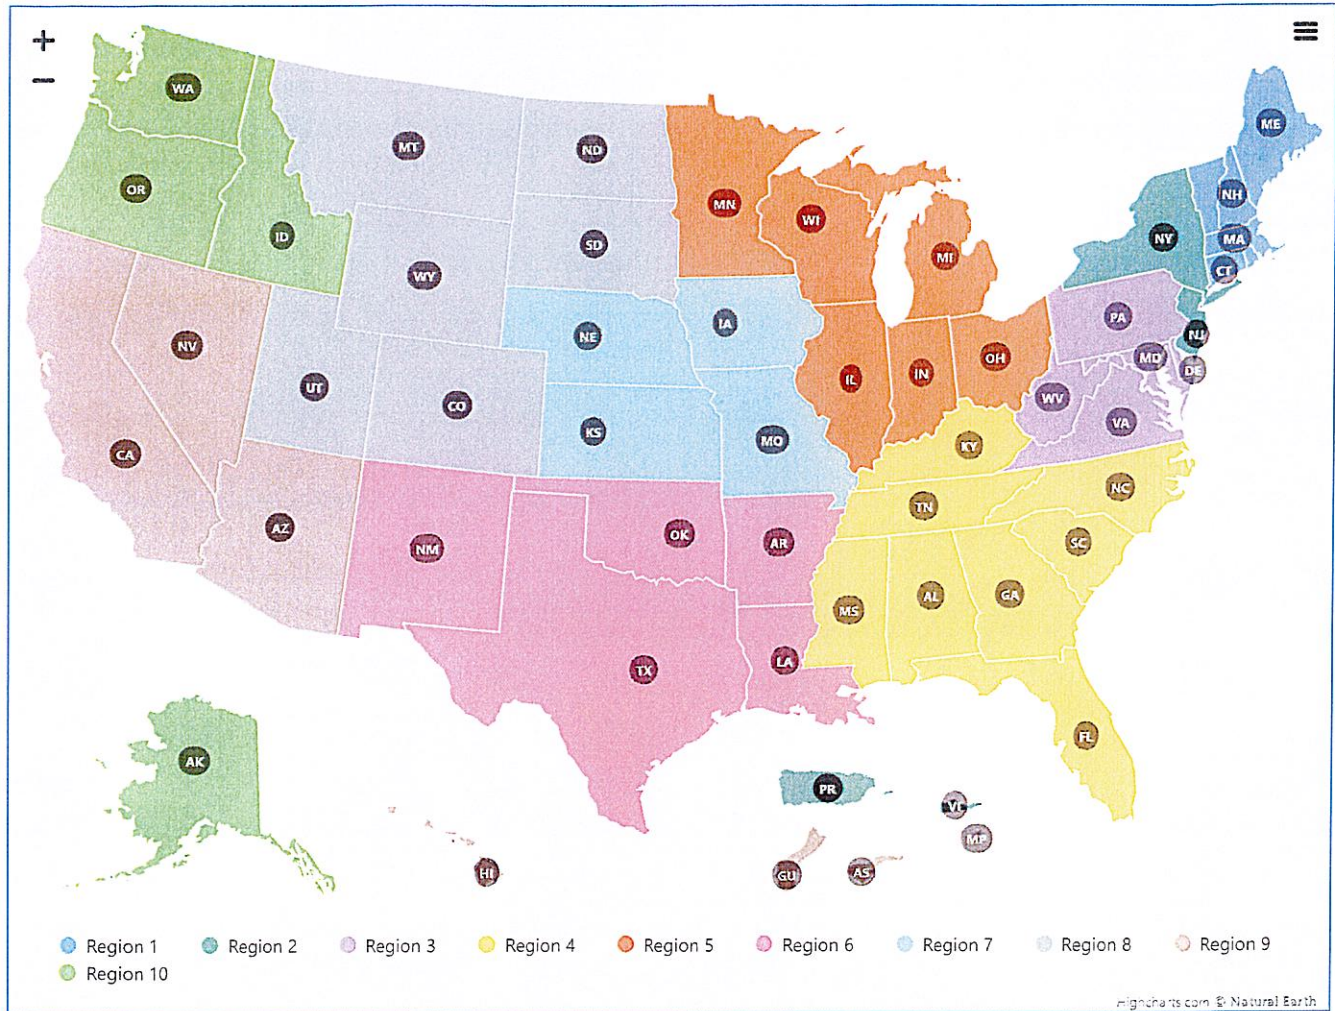 +
−
WA
ME
MT
ND
OR
NH
MN
WI
ID
NY
MA
SD
MI
WY
CT
PA
IA
NE
NJ
NV
MD
OH
DE
UT
IL
IN
WV
CO
VA
KS
MO
KY
CA
NC
TN
AZ
OK
AR
SC
NM
AL
GA
MS
LA
TX
FL
AK
PR
VI
MP
HI
GU
AS
Region 1 Region 2 Region 3 Region 4 Region 5 Region 6 Region 7 Region 8 Region 9
Region 10
Highcharts.com © Natural Earth